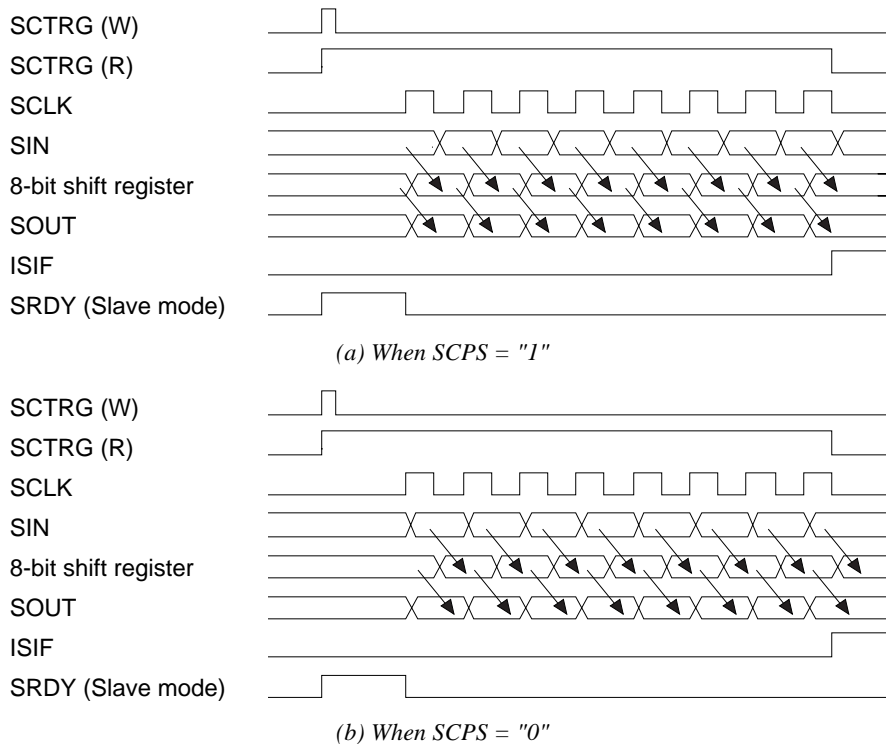 SCTRG (W)
SCTRG (R)
SCLK
SIN
8-bit shift register
SOUT
ISIF
SRDY (Slave mode)
(a) When SCPS = "1"
SCTRG (W)
SCTRG (R)
SCLK
SIN
8-bit shift register
SOUT
ISIF
SRDY (Slave mode)
(b) When SCPS = "0"